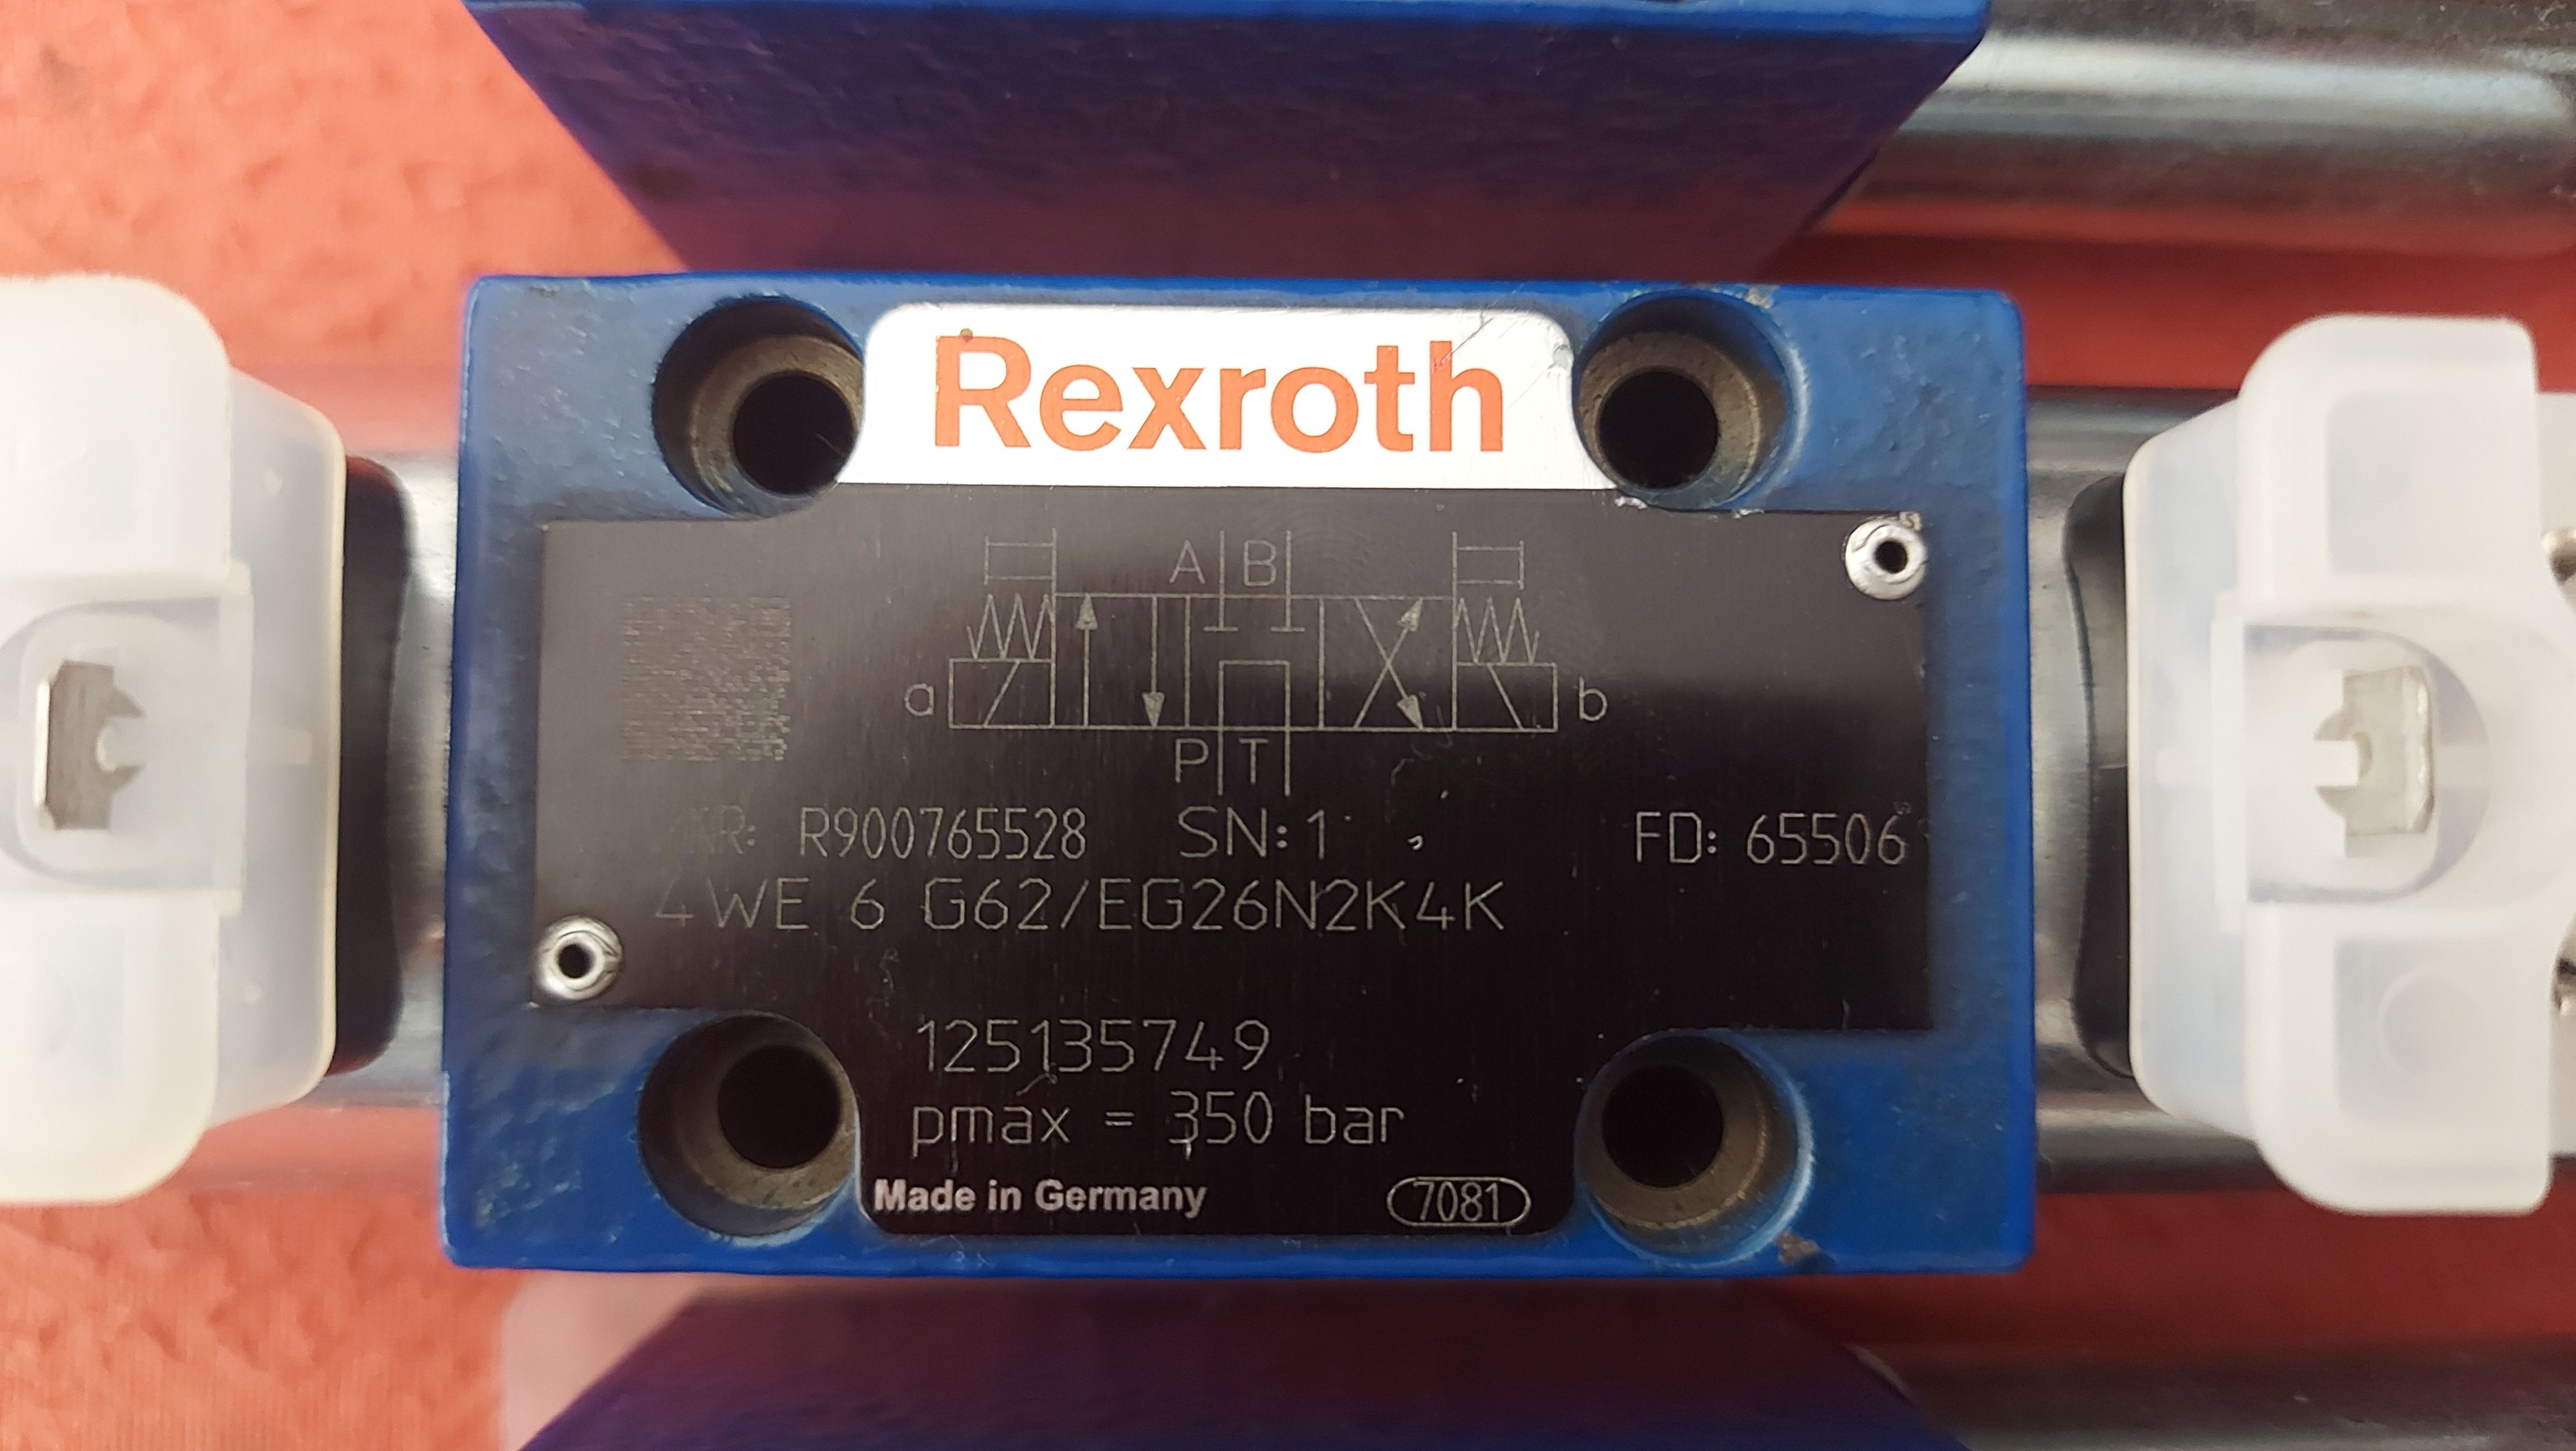 Rexroth
A B
a b
P T
MNR: R900765528 SN: 1 FD: 65506
4WE 6 G62/EG26N2K4K
125135749
pmax = 350 bar
Made in Germany 7081